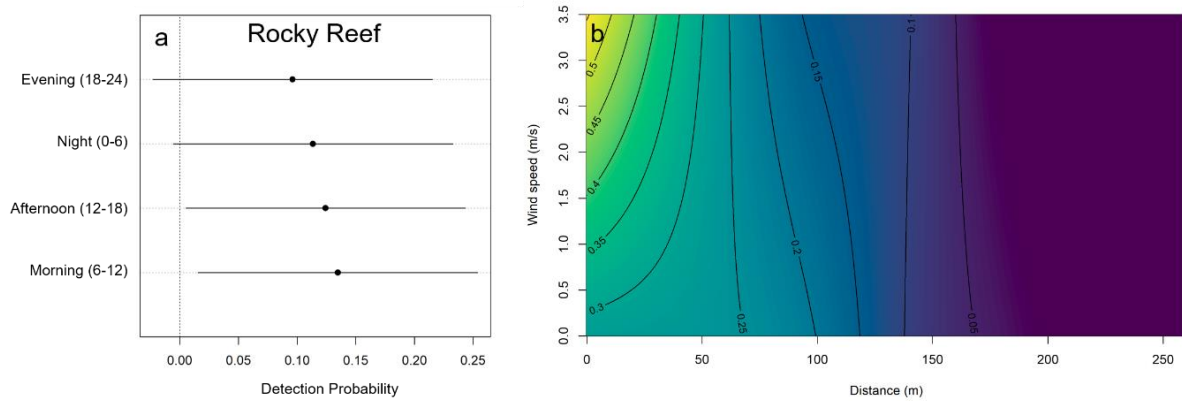 a
Rocky Reef
Evening (18-24)
Night (0-6)
Afternoon (12-18)
Morning (6-12)
0.00 0.05 0.10 0.15 0.20 0.25
Detection Probability
b
Wind speed (m/s)
3.5
3.0
2.5
2.0
1.5
1.0
0.5
0.0
0.5
0.45
0.4
0.35
0.3
0.25
0.2
0.15
0.1
0.05
0 50 100 150 200 250
Distance (m)